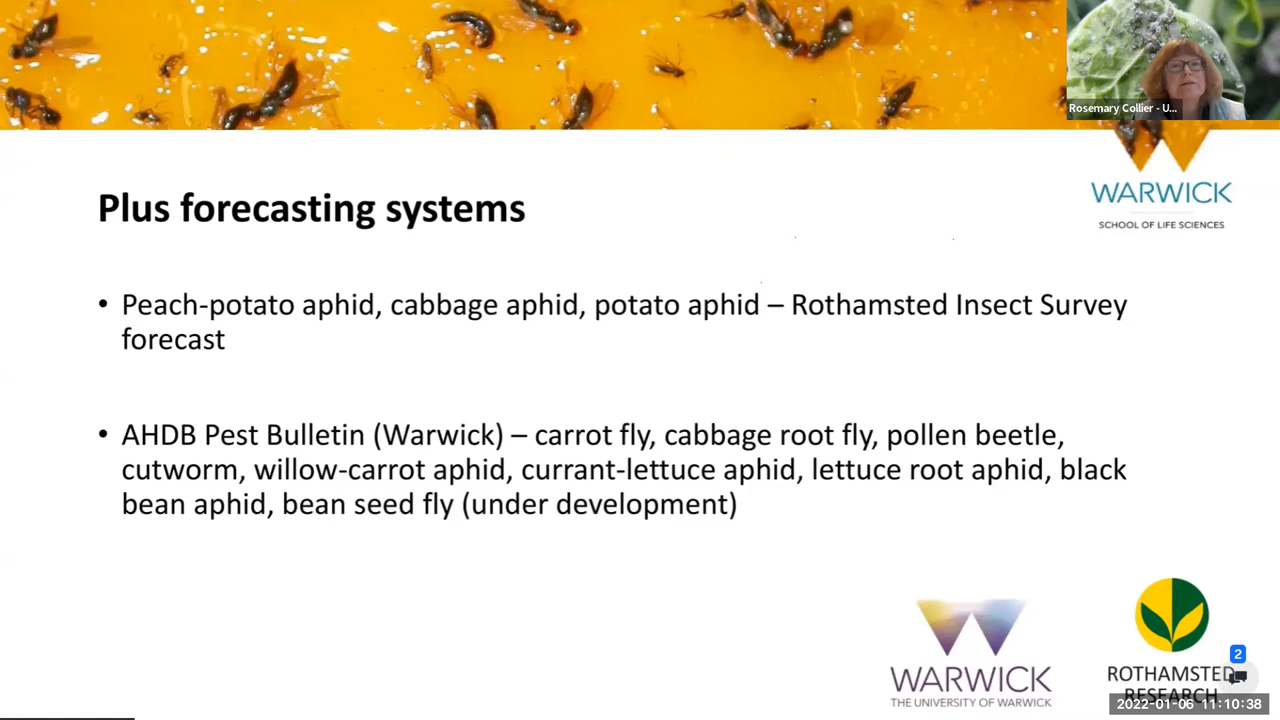 Rosemary Collier - U...
WARWICK
SCHOOL OF LIFE SCIENCES
Plus forecasting systems
• Peach-potato aphid, cabbage aphid, potato aphid – Rothamsted Insect Survey
forecast
• AHDB Pest Bulletin (Warwick) – carrot fly, cabbage root fly, pollen beetle,
cutworm, willow-carrot aphid, currant-lettuce aphid, lettuce root aphid, black
bean aphid, bean seed fly (under development)
WARWICK
THE UNIVERSITY OF WARWICK
2
ROTHAMSTED
RESEARCH
2022-01-06 11:10:38